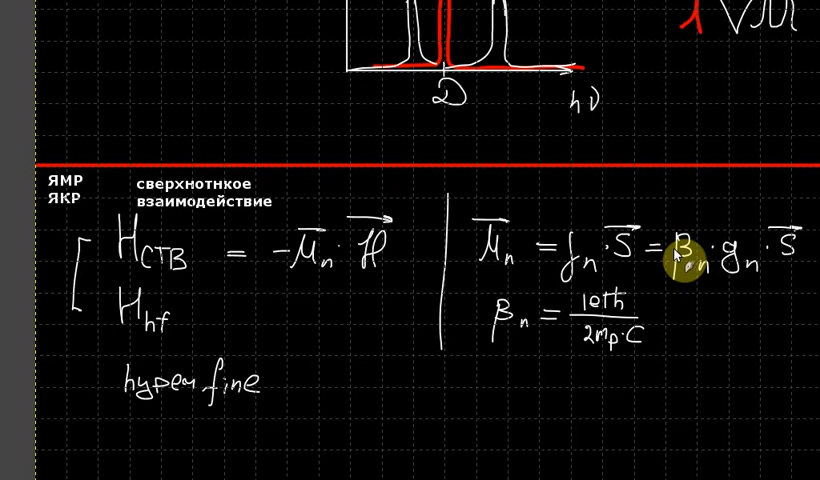 λ
D
hν
ЯМР
ЯКР
сверхнотнкое
взаимодействие
H_СТВ = -μ_n · H
H_hf
hyperfine
μ_n = γ_n · S = β_n · g_n · S
β_n = |e|ħ / 2m_p·C